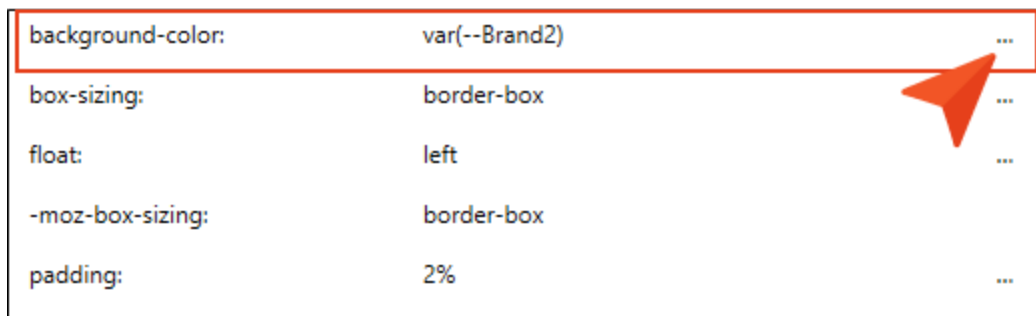 background-color: var(--Brand2) ...
box-sizing: border-box ...
float: left ...
-moz-box-sizing: border-box
padding: 2% ...